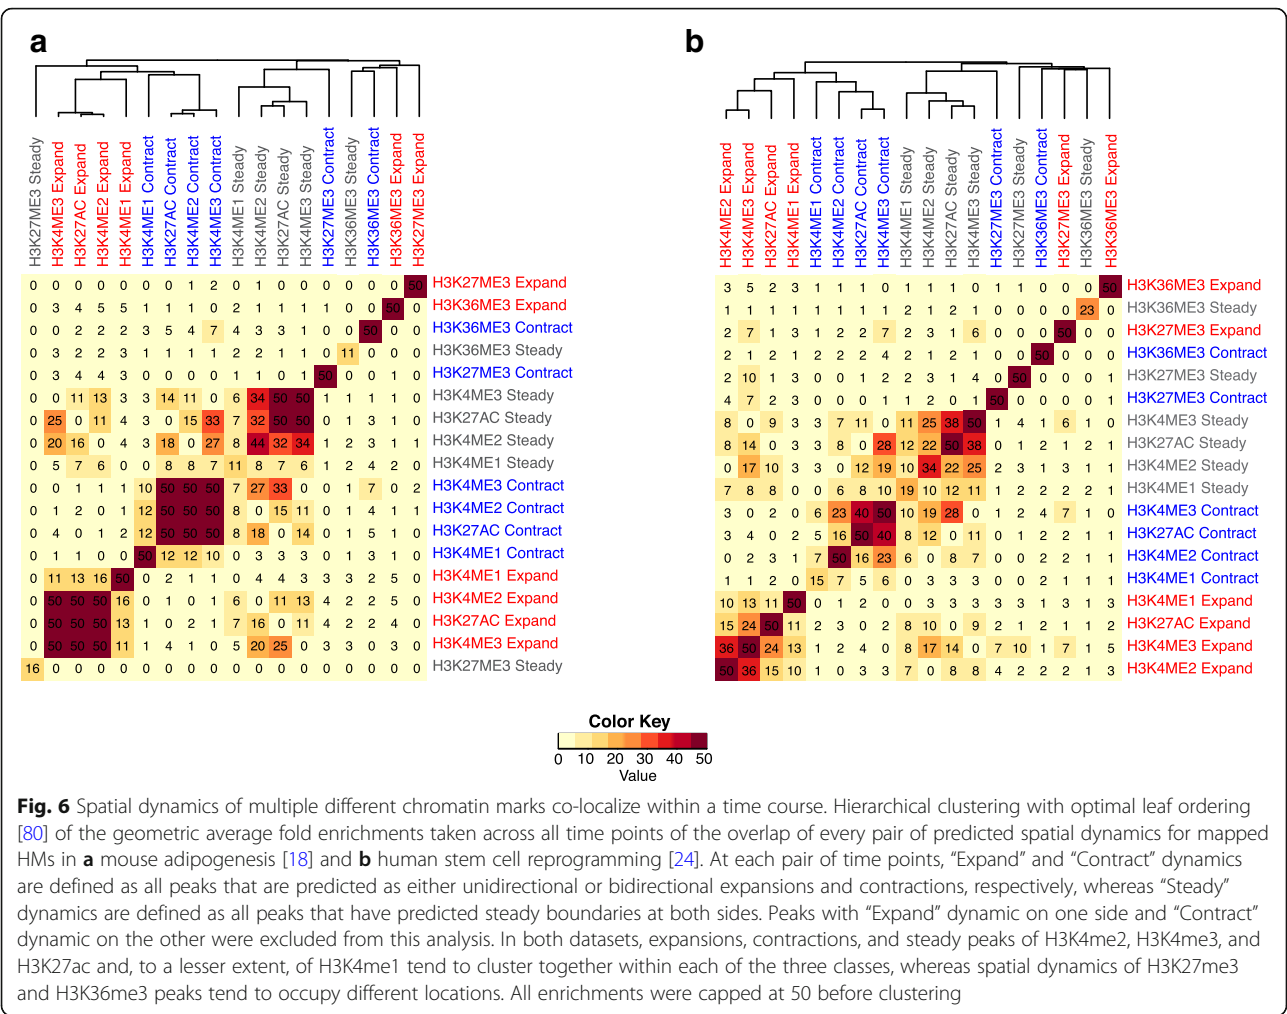 a
b
H3K27ME3 Steady
H3K4ME3 Expand
H3K27AC Expand
H3K4ME2 Expand
H3K4ME1 Expand
H3K4ME1 Contract
H3K27AC Contract
H3K4ME2 Contract
H3K4ME3 Contract
H3K4ME1 Steady
H3K4ME2 Steady
H3K27AC Steady
H3K4ME3 Steady
H3K27ME3 Contract
H3K36ME3 Steady
H3K36ME3 Contract
H3K36ME3 Expand
H3K27ME3 Expand
0 0 0 0 0 0 0 1 2 0 1 0 0 0 0 0 0 50 H3K27ME3 Expand
0 3 4 5 5 1 1 1 0 2 1 1 1 1 0 0 50 0 H3K36ME3 Expand
0 0 2 2 2 3 5 4 7 4 3 3 1 0 0 50 0 0 H3K36ME3 Contract
0 3 2 2 3 1 1 1 1 2 2 1 1 0 11 0 0 0 H3K36ME3 Steady
0 3 4 4 3 0 0 0 0 1 0 1 1 50 0 0 1 0 H3K27ME3 Contract
0 0 11 13 3 3 14 11 0 6 34 50 50 1 1 1 1 0 H3K4ME3 Steady
0 25 0 11 4 3 0 15 33 7 32 50 50 0 1 3 1 0 H3K27AC Steady
0 20 16 0 4 3 18 0 27 8 44 32 34 1 2 3 1 1 H3K4ME2 Steady
0 5 7 6 0 0 8 8 7 11 8 7 6 1 2 4 2 0 H3K4ME1 Steady
0 0 1 1 1 10 50 50 50 7 27 33 0 0 1 7 0 2 H3K4ME3 Contract
0 1 2 0 1 12 50 50 50 8 0 15 11 0 1 4 1 1 H3K4ME2 Contract
0 4 0 1 2 12 50 50 50 8 18 0 14 0 1 5 1 0 H3K27AC Contract
0 1 1 0 0 50 12 12 10 0 3 3 3 0 1 3 1 0 H3K4ME1 Contract
0 11 13 16 50 0 2 1 1 0 4 4 3 3 3 2 5 0 H3K4ME1 Expand
0 50 50 50 16 0 1 0 1 6 0 11 13 4 2 2 5 0 H3K4ME2 Expand
0 50 50 50 13 1 0 2 1 7 16 0 11 4 2 2 4 0 H3K27AC Expand
0 50 50 50 11 1 4 1 0 5 20 25 0 3 3 0 3 0 H3K4ME3 Expand
16 0 0 0 0 0 0 0 0 0 0 0 0 0 0 0 0 0 H3K27ME3 Steady
H3K4ME2 Expand
H3K4ME3 Expand
H3K27AC Expand
H3K4ME1 Expand
H3K4ME1 Contract
H3K4ME2 Contract
H3K27AC Contract
H3K4ME3 Contract
H3K4ME1 Steady
H3K4ME2 Steady
H3K27AC Steady
H3K4ME3 Steady
H3K27ME3 Contract
H3K27ME3 Steady
H3K36ME3 Contract
H3K27ME3 Expand
H3K36ME3 Steady
H3K36ME3 Expand
3 5 2 3 1 1 1 0 1 1 1 0 1 1 0 0 0 50 H3K36ME3 Expand
1 1 1 1 1 1 1 1 2 1 2 1 0 0 0 0 23 0 H3K36ME3 Steady
2 7 1 3 1 2 2 7 2 3 1 6 0 0 0 50 0 0 H3K27ME3 Expand
2 1 2 1 2 2 2 4 2 1 2 1 0 0 50 0 0 0 H3K36ME3 Contract
2 10 1 3 0 0 1 2 2 3 1 4 0 50 0 0 0 1 H3K27ME3 Steady
4 7 2 3 0 0 0 1 1 2 0 1 50 0 0 0 0 1 H3K27ME3 Contract
8 0 9 3 3 7 11 0 11 25 38 50 1 4 1 6 1 0 H3K4ME3 Steady
8 14 0 3 3 8 0 28 12 22 50 38 0 1 2 1 2 1 H3K27AC Steady
0 17 10 3 3 0 12 19 10 34 22 25 2 3 1 3 1 1 H3K4ME2 Steady
7 8 8 0 0 6 8 10 19 10 12 11 1 2 2 2 2 1 H3K4ME1 Steady
3 0 2 0 6 23 40 50 10 19 28 0 1 2 4 7 1 0 H3K4ME3 Contract
3 4 0 2 5 16 50 40 8 12 0 11 0 1 2 2 1 1 H3K27AC Contract
0 2 3 1 7 50 16 23 6 0 8 7 0 0 2 2 1 1 H3K4ME2 Contract
1 1 2 0 15 7 5 6 0 3 3 3 0 0 2 1 1 1 H3K4ME1 Contract
10 13 11 50 0 1 2 0 0 3 3 3 3 3 1 3 1 3 H3K4ME1 Expand
15 24 50 11 2 3 0 2 8 10 0 9 2 1 2 1 1 2 H3K27AC Expand
36 50 24 13 1 2 4 0 8 17 14 0 7 10 1 7 1 5 H3K4ME3 Expand
50 36 15 10 1 0 3 3 7 0 8 8 4 2 2 2 1 3 H3K4ME2 Expand
Color Key
0 10 20 30 40 50
Value
Fig. 6 Spatial dynamics of multiple different chromatin marks co-localize within a time course. Hierarchical clustering with optimal leaf ordering
[80] of the geometric average fold enrichments taken across all time points of the overlap of every pair of predicted spatial dynamics for mapped
HMs in a mouse adipogenesis [18] and b human stem cell reprogramming [24]. At each pair of time points, “Expand” and “Contract” dynamics
are defined as all peaks that are predicted as either unidirectional or bidirectional expansions and contractions, respectively, whereas “Steady”
dynamics are defined as all peaks that have predicted steady boundaries at both sides. Peaks with “Expand” dynamic on one side and “Contract”
dynamic on the other were excluded from this analysis. In both datasets, expansions, contractions, and steady peaks of H3K4me2, H3K4me3, and
H3K27ac and, to a lesser extent, of H3K4me1 tend to cluster together within each of the three classes, whereas spatial dynamics of H3K27me3
and H3K36me3 peaks tend to occupy different locations. All enrichments were capped at 50 before clustering